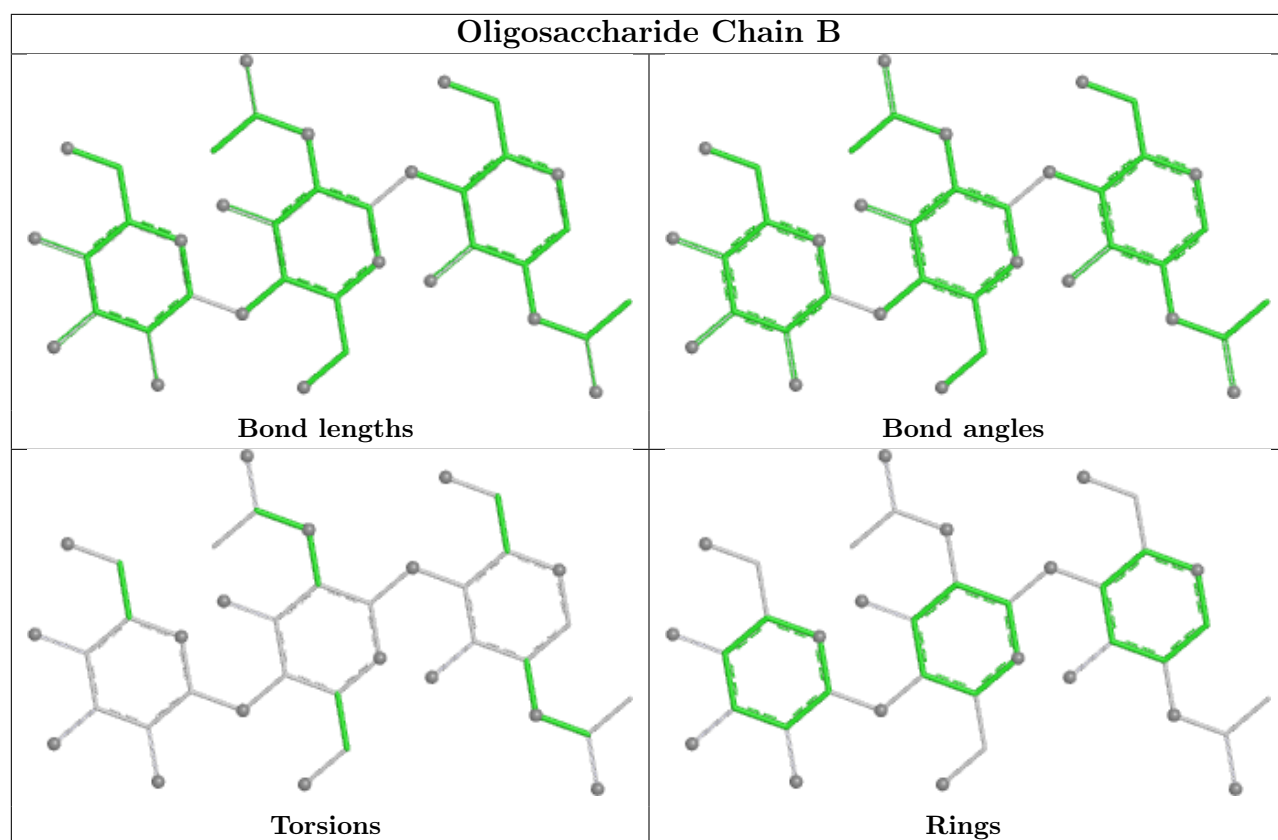 Oligosaccharide Chain B
Bond lengths
Bond angles
Torsions
Rings